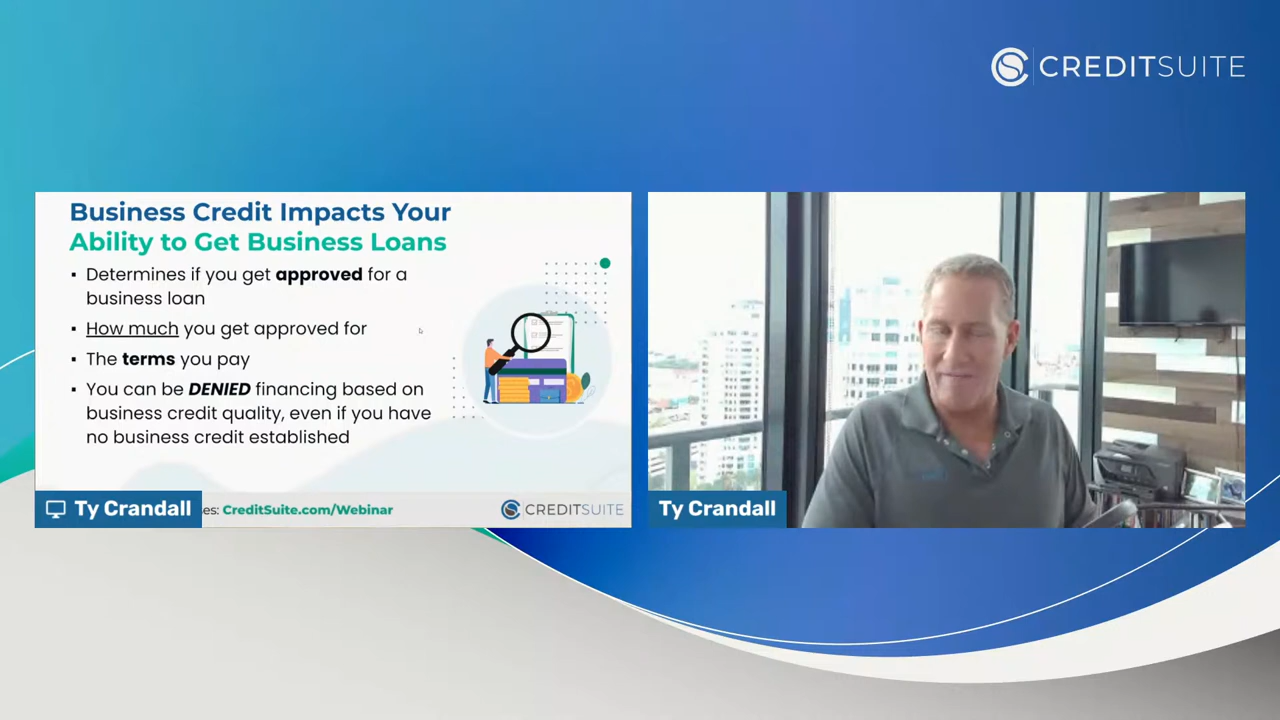 CREDITSUITE
Business Credit Impacts Your
Ability to Get Business Loans
▪ Determines if you get approved for a
business loan
▪ How much you get approved for
▪ The terms you pay
▪ You can be DENIED financing based on
business credit quality, even if you have
no business credit established
Ty Crandall
es: CreditSuite.com/Webinar
CREDITSUITE
Ty Crandall